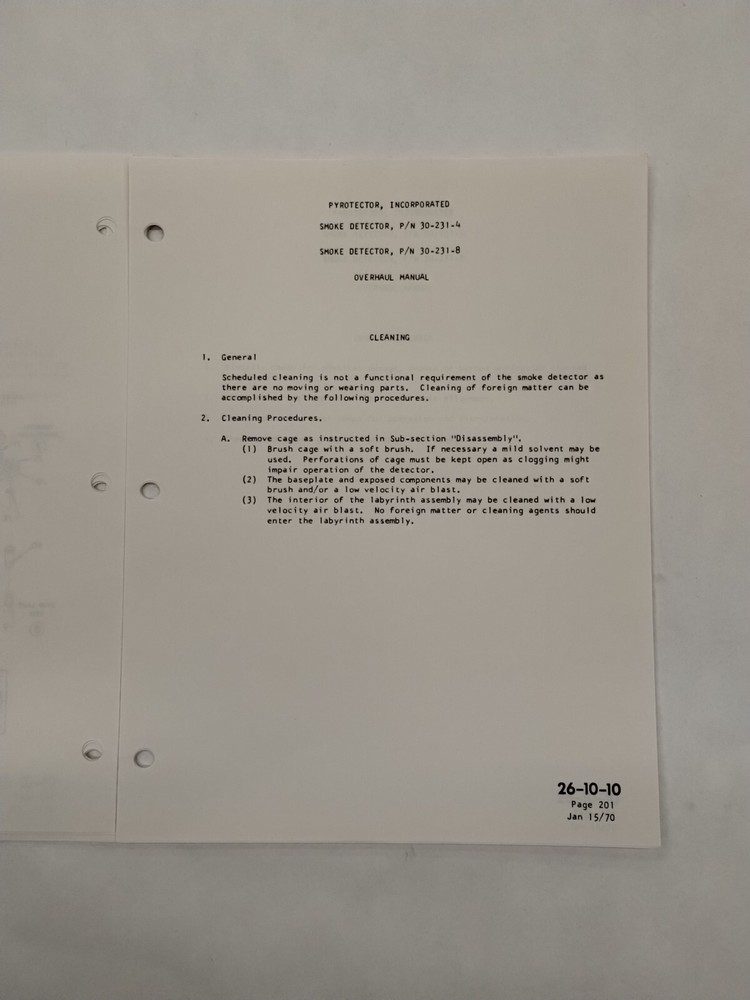 PYROTECTOR, INCORPORATED
SMOKE DETECTOR, P/N 30-231-4
SMOKE DETECTOR, P/N 30-231-8
OVERHAUL MANUAL
CLEANING
1. General
Scheduled cleaning is not a functional requirement of the smoke detector as
there are no moving or wearing parts. Cleaning of foreign matter can be
accomplished by the following procedures.
2. Cleaning Procedures.
A. Remove cage as instructed in Sub-section "Disassembly".
(1) Brush cage with a soft brush. If necessary a mild solvent may be
used. Perforations of cage must be kept open as clogging might
impair operation of the detector.
(2) The baseplate and exposed components may be cleaned with a soft
brush and/or a low velocity air blast.
(3) The interior of the labyrinth assembly may be cleaned with a low
velocity air blast. No foreign matter or cleaning agents should
enter the labyrinth assembly.
26-10-10
Page 201
Jan 15/70